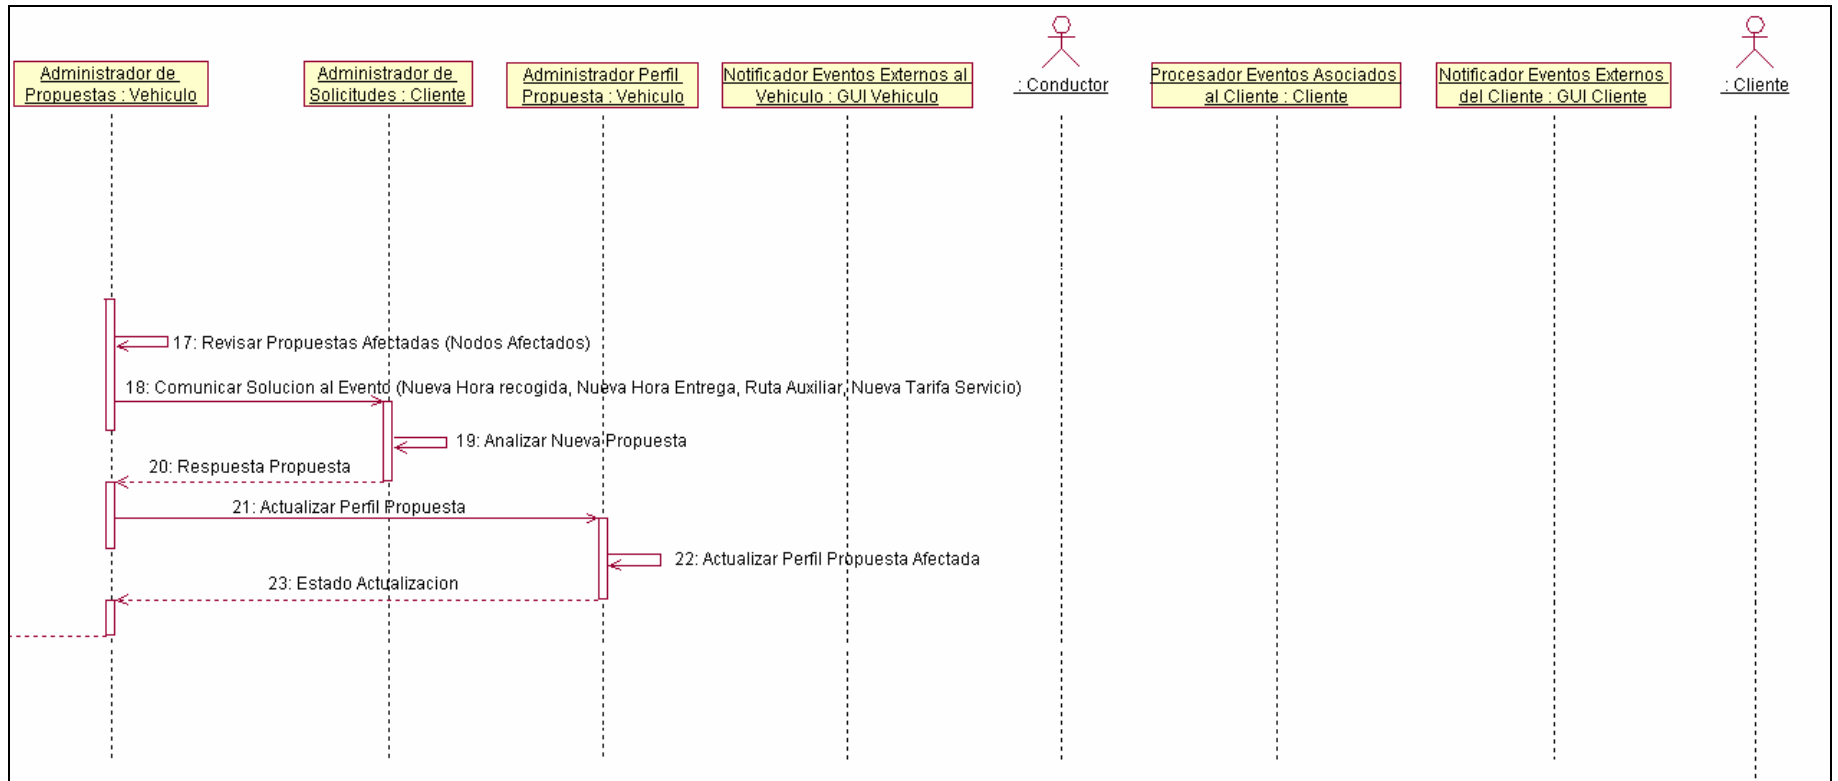 Administrador de
Propuestas : Vehiculo
Administrador de
Solicitudes : Cliente
Administrador Perfil
Propuesta : Vehiculo
Notificador Eventos Externos al
Vehiculo : GUI Vehiculo
: Conductor
Procesador Eventos Asociados
al Cliente : Cliente
Notificador Eventos Externos
del Cliente : GUI Cliente
: Cliente
17: Revisar Propuestas Afectadas (Nodos Afectados)
18: Comunicar Solucion al Evento (Nueva Hora recogida, Nueva Hora Entrega, Ruta Auxiliar, Nueva Tarifa Servicio)
19: Analizar Nueva Propuesta
20: Respuesta Propuesta
21: Actualizar Perfil Propuesta
22: Actualizar Perfil Propuesta Afectada
23: Estado Actualizacion